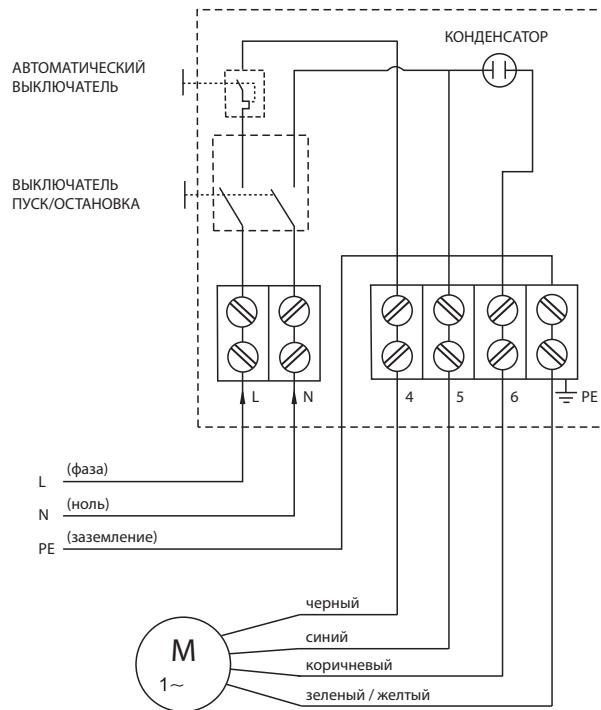 КОНДЕНСАТОР
АВТОМАТИЧЕСКИЙ
ВЫКЛЮЧАТЕЛЬ
ВЫКЛЮЧАТЕЛЬ
ПУСК/ОСТАНОВКА
L N 4 5 6 PE
L (фаза)
N (ноль)
PE (заземление)
черный
синий
коричневый
зеленый / желтый
M
1~